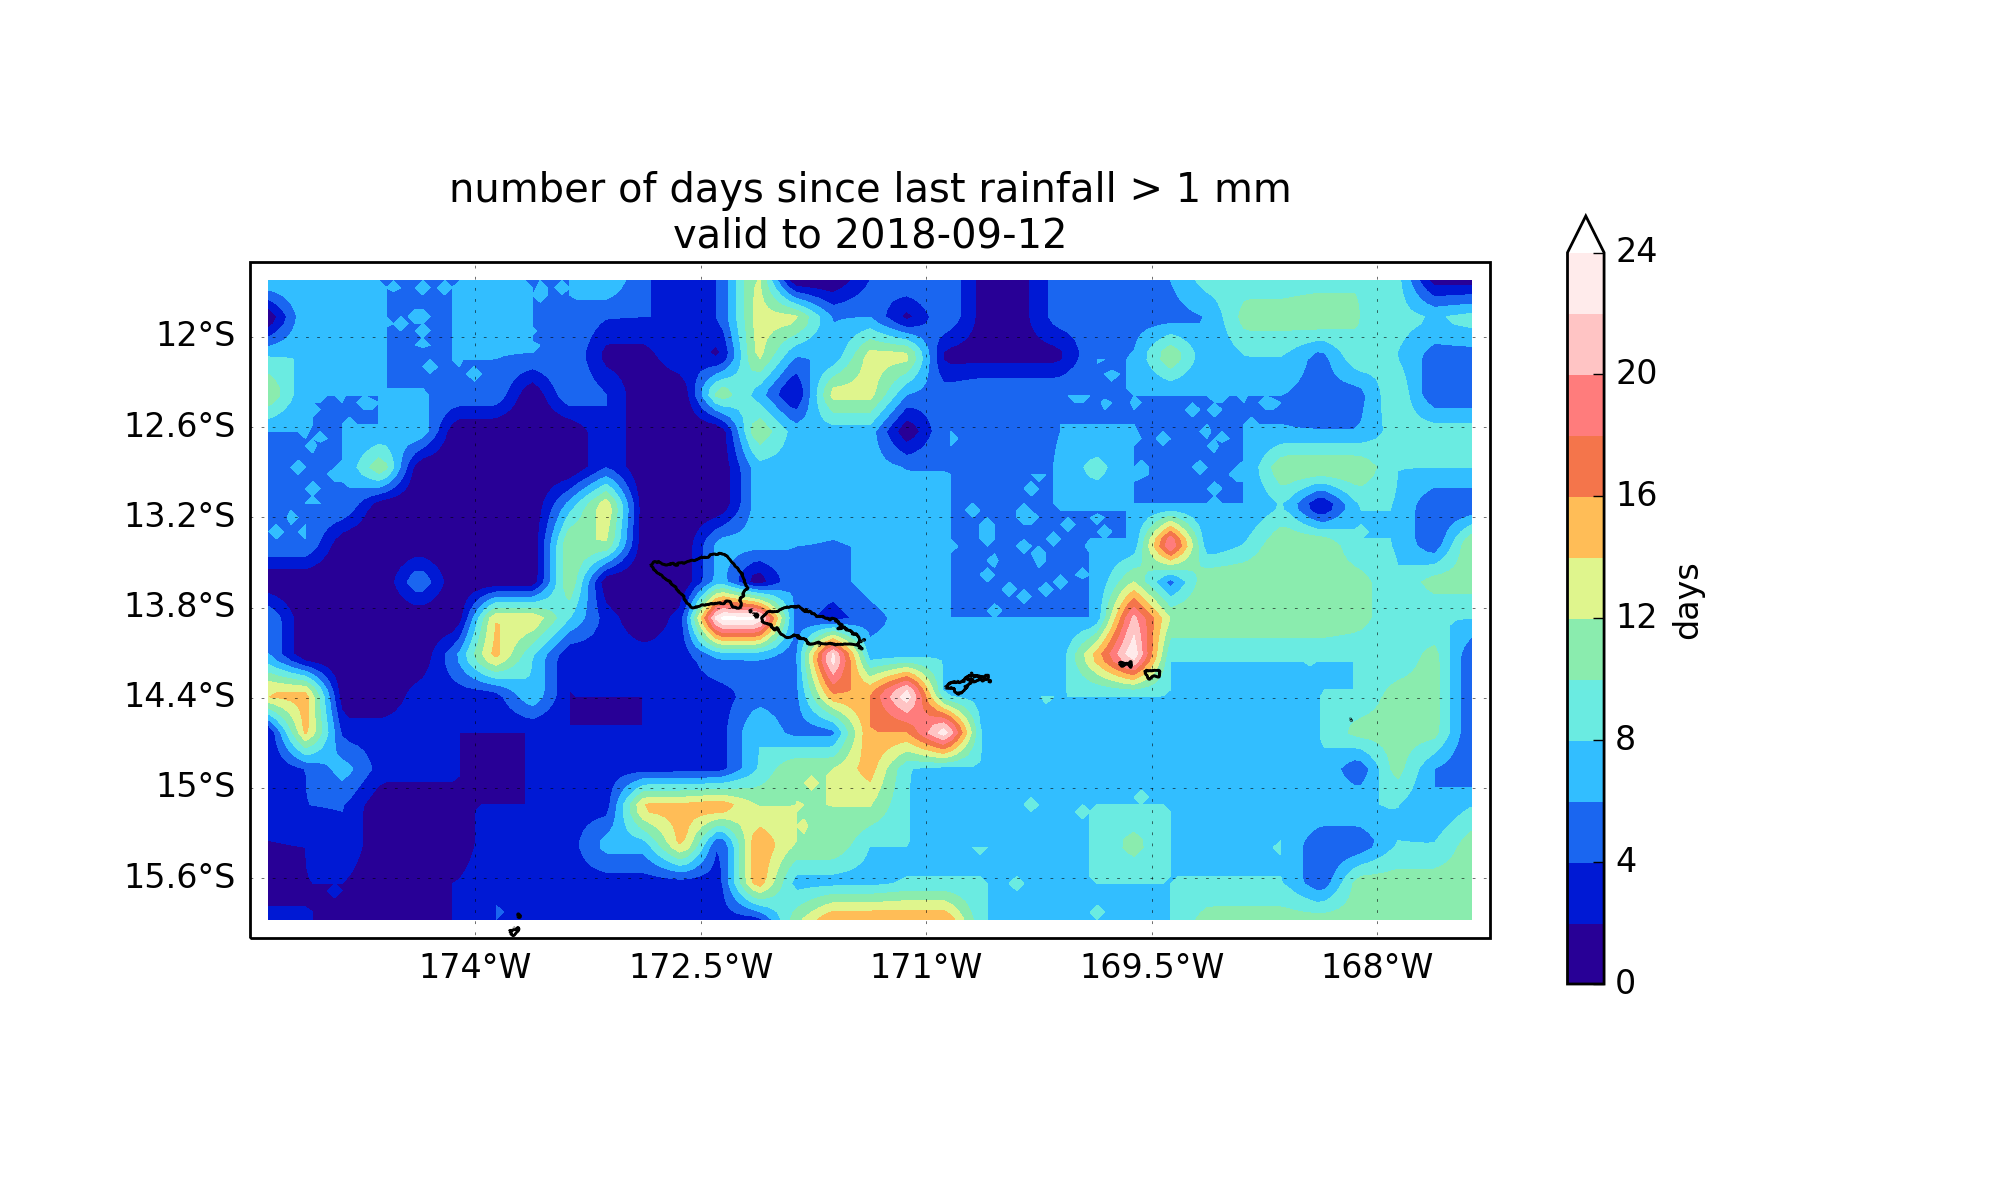 number of days since last rainfall > 1 mm
valid to 2018-09-12
12°S
12.6°S
13.2°S
13.8°S
14.4°S
15°S
15.6°S
174°W
172.5°W
171°W
169.5°W
168°W
24
20
16
12
8
4
0
days